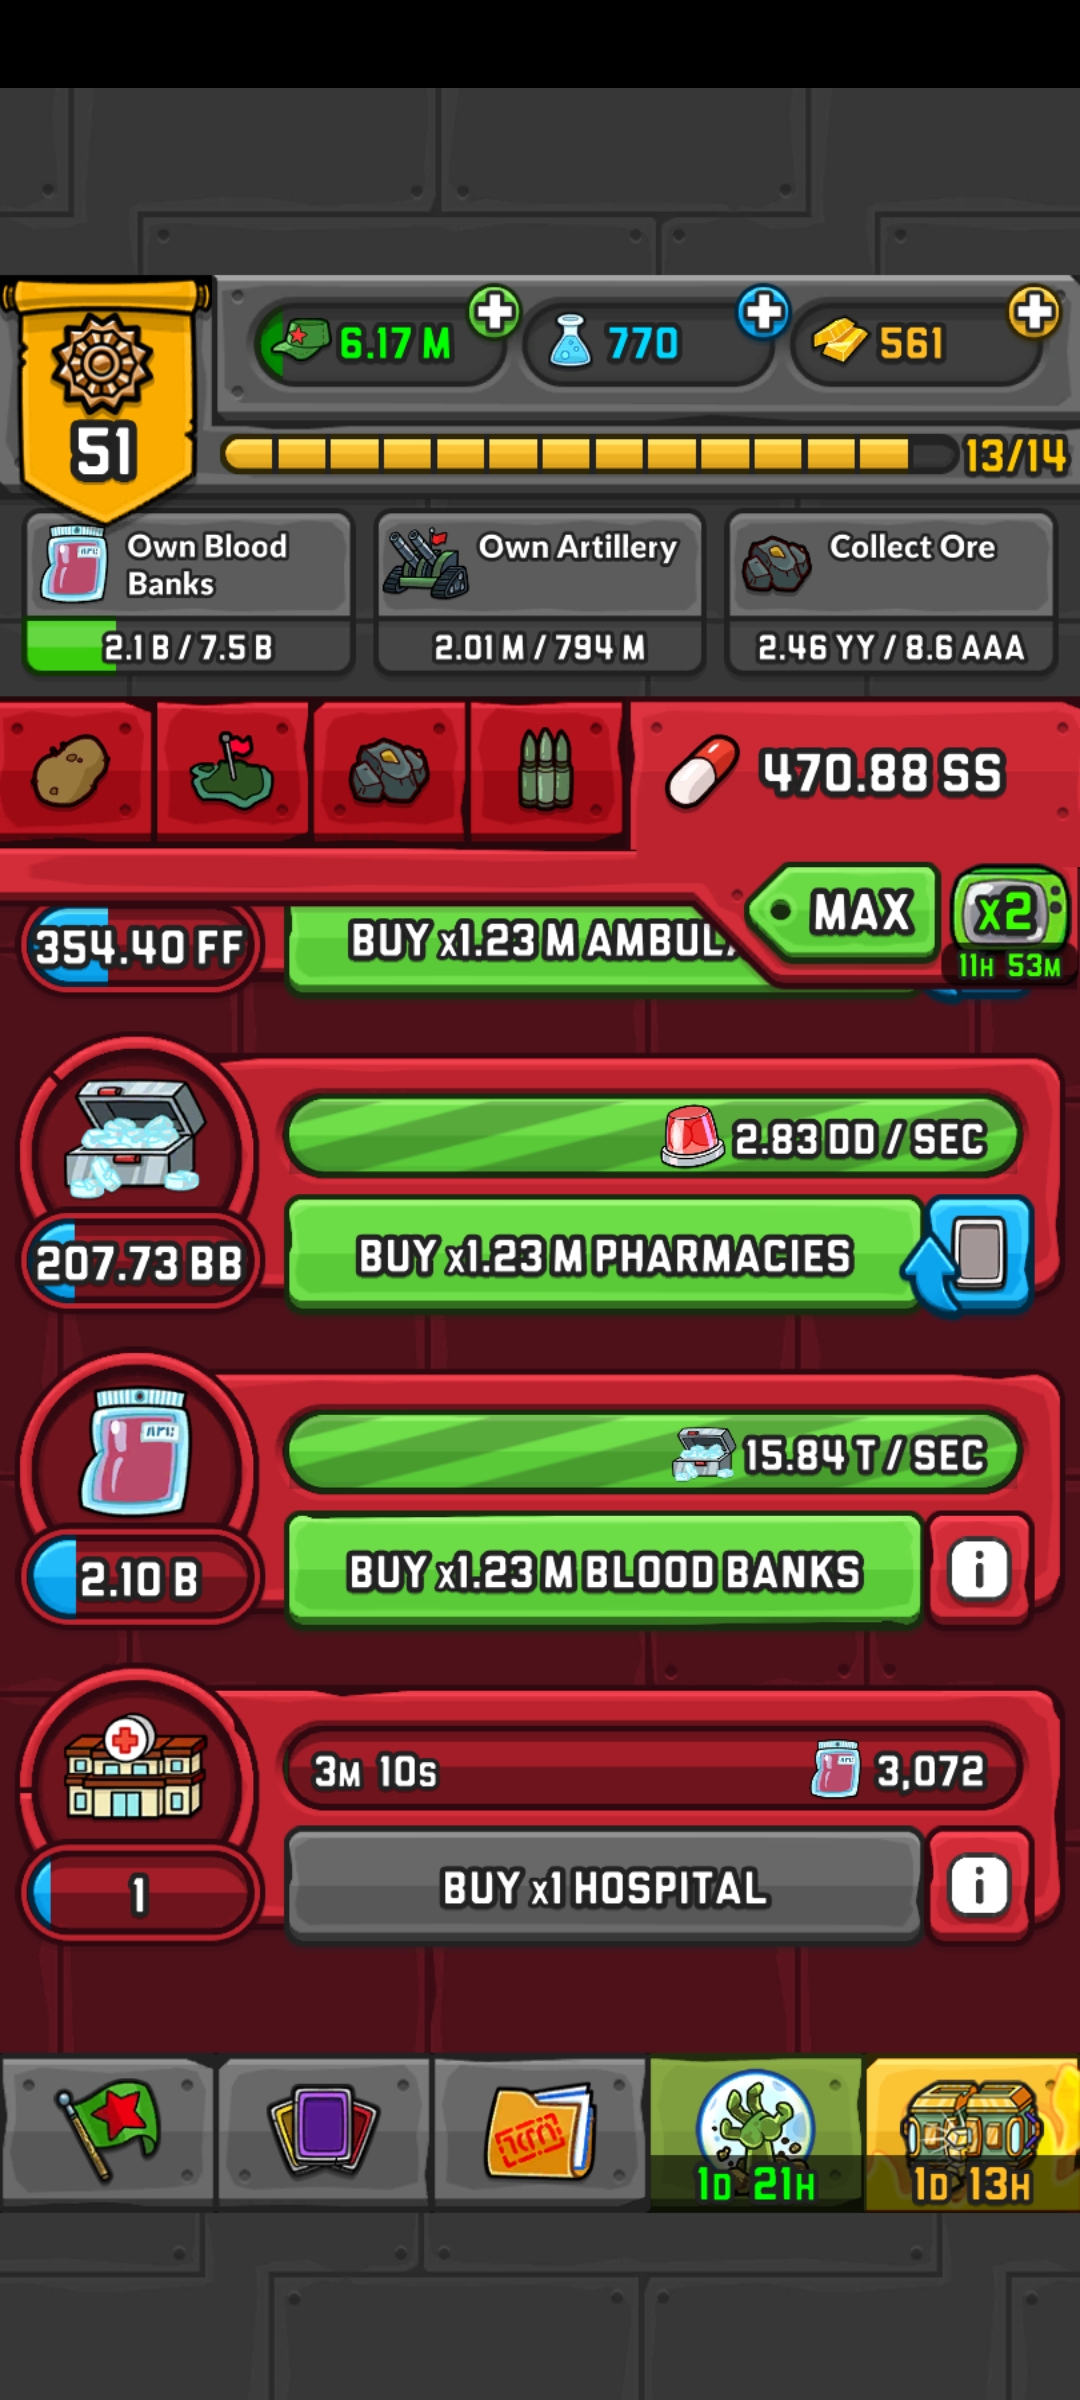 6.17 M
770
561
51
13/14
Own Blood Banks
Own Artillery
Collect Ore
2.1 B / 7.5 B
2.01 M / 794 M
2.46 YY / 8.6 AAA
470.88 SS
MAX
x2
11H 53M
354.40 FF
BUY x1.23 M
2.83 DD / SEC
207.73 BB
BUY x1.23 M PHARMACIES
15.84 T / SEC
2.10 B
BUY x1.23 M BLOOD BANKS
i
3M 10S
3,072
1
BUY x1 HOSPITAL
i
1D 21H
1D 13H